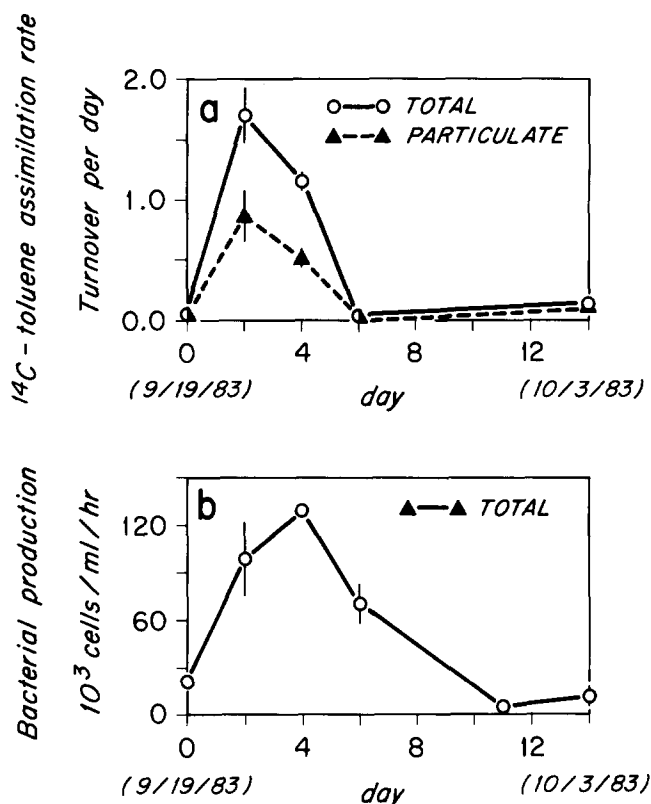 ¹⁴C - toluene assimilation rate
Turnover per day
a
TOTAL
PARTICULATE
2.0
1.0
0.0
0 4 8 12
(9/19/83) day (10/3/83)
Bacterial production
10³ cells/ml/hr
b
TOTAL
120
60
0
0 4 8 12
(9/19/83) day (10/3/83)